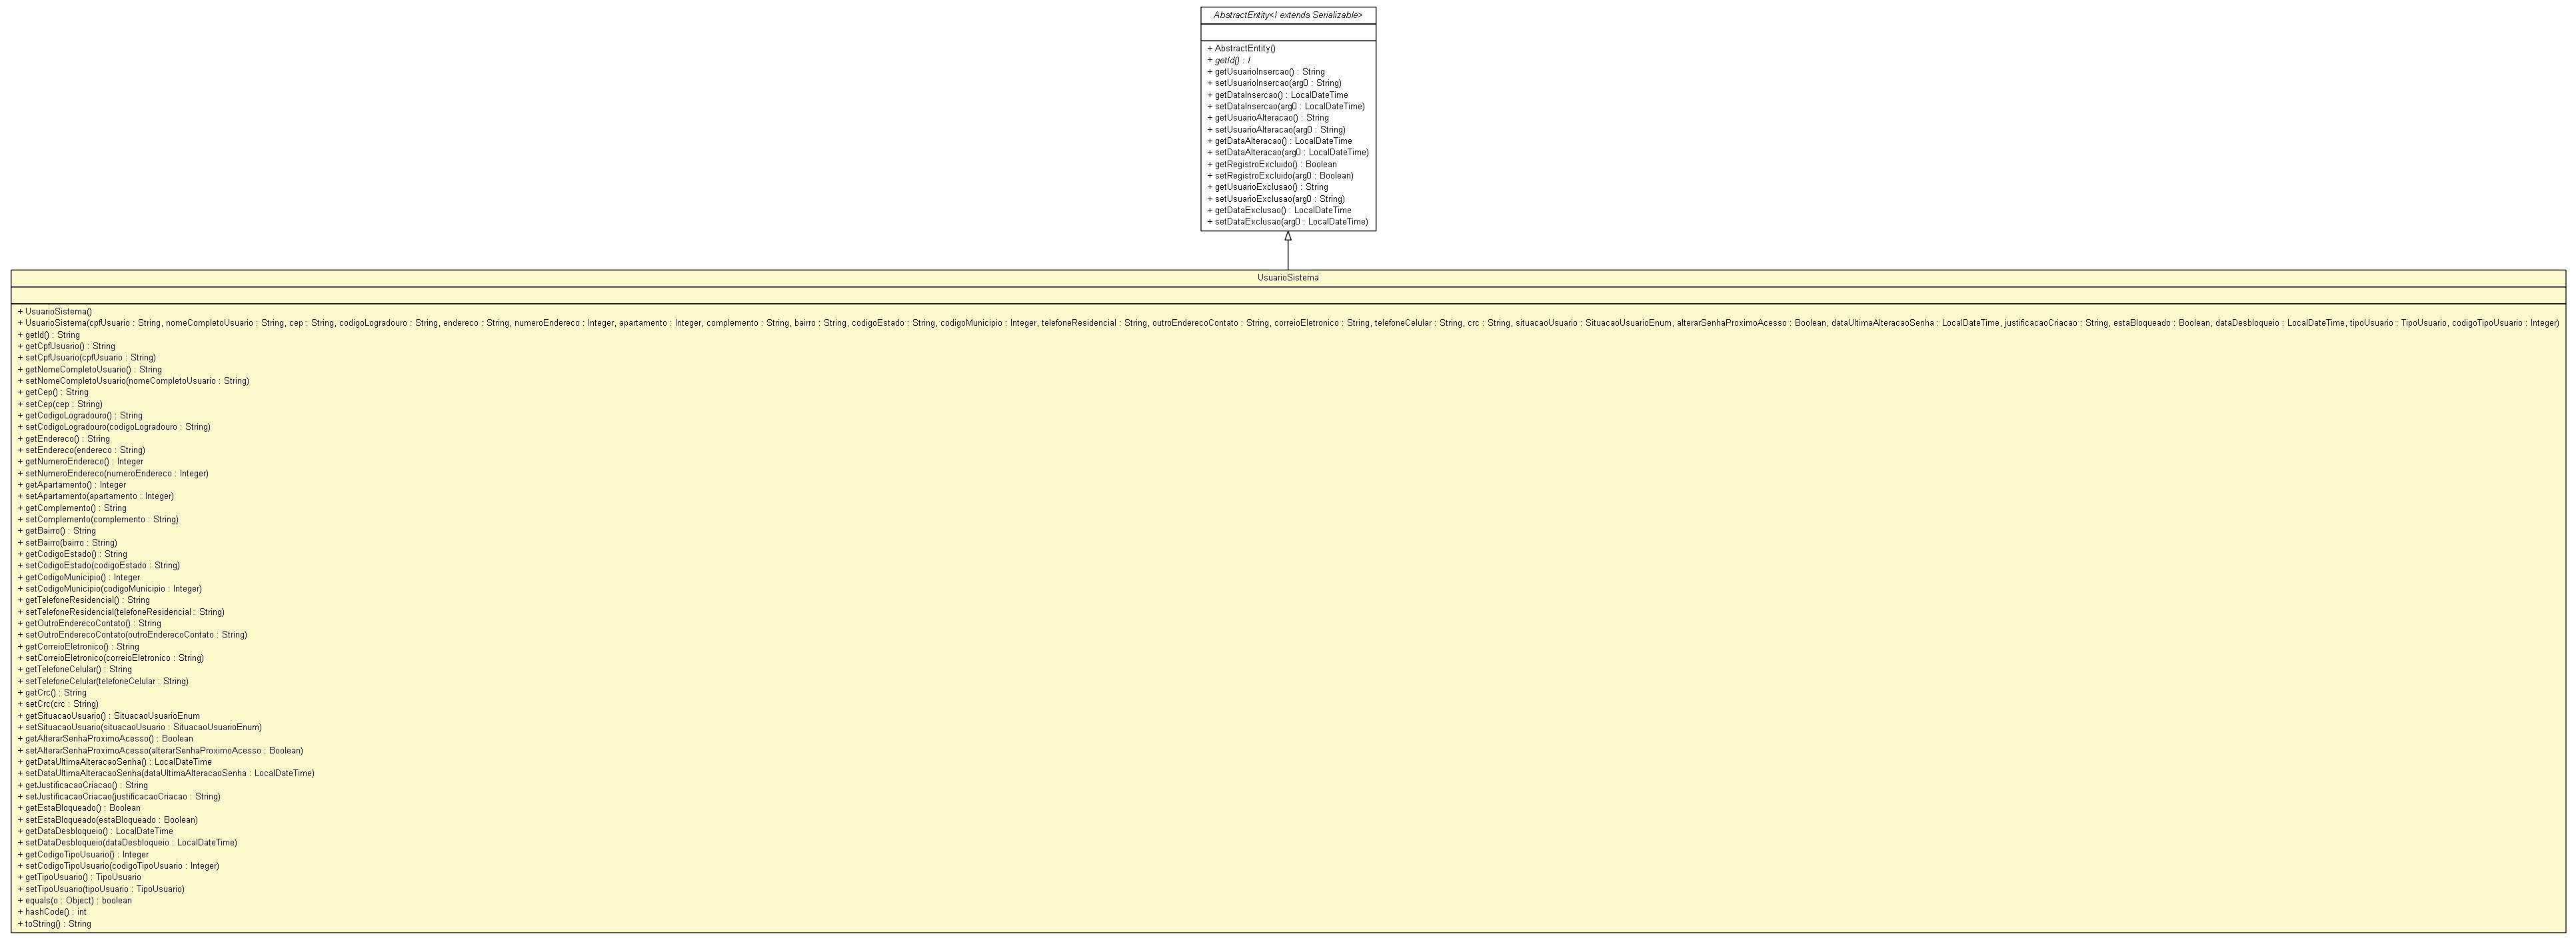 AbstractEntity<I extends Serializable>
+ AbstractEntity()
+ getId() : I
+ getUsuarioInsercao() : String
+ setUsuarioInsercao(arg0 : String)
+ getDataInsercao() : LocalDateTime
+ setDataInsercao(arg0 : LocalDateTime)
+ getUsuarioAlteracao() : String
+ setUsuarioAlteracao(arg0 : String)
+ getDataAlteracao() : LocalDateTime
+ setDataAlteracao(arg0 : LocalDateTime)
+ getRegistroExcluido() : Boolean
+ setRegistroExcluido(arg0 : Boolean)
+ getUsuarioExclusao() : String
+ setUsuarioExclusao(arg0 : String)
+ getDataExclusao() : LocalDateTime
+ setDataExclusao(arg0 : LocalDateTime)
UsuarioSistema
+ UsuarioSistema()
+ UsuarioSistema(cpfUsuario : String, nomeCompletoUsuario : String, cep : String, codigoLogradouro : String, endereco : String, numeroEndereco : Integer, apartamento : Integer, complemento : String, bairro : String, codigoEstado : String, codigoMunicipio : Integer, telefoneResidencial : String, outroEnderecoContato : String, correioEletronico : String, telefoneCelular : String, crc : String, situacaoUsuario : SituacaoUsuarioEnum, alterarSenhaProximoAcesso : Boolean, dataUltimaAlteracaoSenha : LocalDateTime, justificacaoCriacao : String, estaBloqueado : Boolean, dataDesbloqueio : LocalDateTime, tipoUsuario : TipoUsuario, codigoTipoUsuario : Integer)
+ getId() : String
+ getCpfUsuario() : String
+ setCpfUsuario(cpfUsuario : String)
+ getNomeCompletoUsuario() : String
+ setNomeCompletoUsuario(nomeCompletoUsuario : String)
+ getCep() : String
+ setCep(cep : String)
+ getCodigoLogradouro() : String
+ setCodigoLogradouro(codigoLogradouro : String)
+ getEndereco() : String
+ setEndereco(endereco : String)
+ getNumeroEndereco() : Integer
+ setNumeroEndereco(numeroEndereco : Integer)
+ getApartamento() : Integer
+ setApartamento(apartamento : Integer)
+ getComplemento() : String
+ setComplemento(complemento : String)
+ getBairro() : String
+ setBairro(bairro : String)
+ getCodigoEstado() : String
+ setCodigoEstado(codigoEstado : String)
+ getCodigoMunicipio() : Integer
+ setCodigoMunicipio(codigoMunicipio : Integer)
+ getTelefoneResidencial() : String
+ setTelefoneResidencial(telefoneResidencial : String)
+ getOutroEnderecoContato() : String
+ setOutroEnderecoContato(outroEnderecoContato : String)
+ getCorreioEletronico() : String
+ setCorreioEletronico(correioEletronico : String)
+ getTelefoneCelular() : String
+ setTelefoneCelular(telefoneCelular : String)
+ getCrc() : String
+ setCrc(crc : String)
+ getSituacaoUsuario() : SituacaoUsuarioEnum
+ setSituacaoUsuario(situacaoUsuario : SituacaoUsuarioEnum)
+ getAlterarSenhaProximoAcesso() : Boolean
+ setAlterarSenhaProximoAcesso(alterarSenhaProximoAcesso : Boolean)
+ getDataUltimaAlteracaoSenha() : LocalDateTime
+ setDataUltimaAlteracaoSenha(dataUltimaAlteracaoSenha : LocalDateTime)
+ getJustificacaoCriacao() : String
+ setJustificacaoCriacao(justificacaoCriacao : String)
+ getEstaBloqueado() : Boolean
+ setEstaBloqueado(estaBloqueado : Boolean)
+ getDataDesbloqueio() : LocalDateTime
+ setDataDesbloqueio(dataDesbloqueio : LocalDateTime)
+ getCodigoTipoUsuario() : Integer
+ setCodigoTipoUsuario(codigoTipoUsuario : Integer)
+ getTipoUsuario() : TipoUsuario
+ setTipoUsuario(tipoUsuario : TipoUsuario)
+ equals(o : Object) : boolean
+ hashCode() : int
+ toString() : String